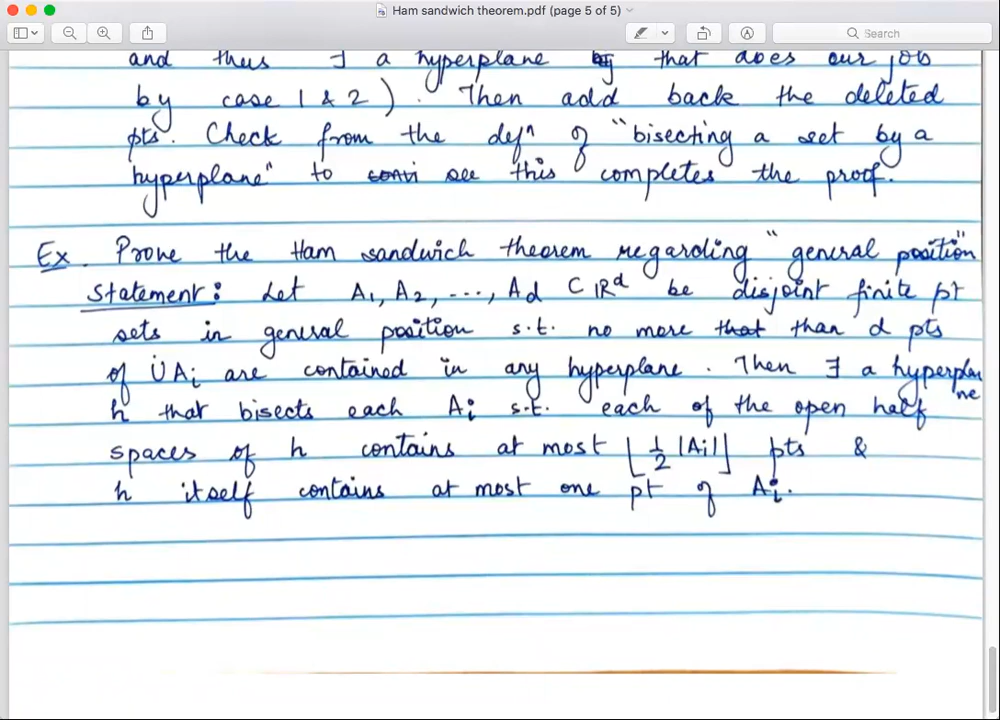 Ham sandwich theorem.pdf (page 5 of 5)
Search
and thus ∃ a hyperplane that does our job
by case 1 & 2 ). Then add back the deleted
pts. Check from the defⁿ of "bisecting a set by a
hyperplane" to see this completes the prof.
Ex. Prove the Ham sandwich theorem regarding "general position"
Statement: Let A₁, A₂, ---, Ad ⊂ ℝᵈ be disjoint finite pt
sets in general position s.t. no more than d pts
of ∪̇Aᵢ are contained in any hyperplane. Then ∃ a hyperplane
h that bisects each Aᵢ s.t. each of the open half
spaces of h contains at most ⌊½|Aᵢ|⌋ pts &
h itself contains at most one pt of Aᵢ.